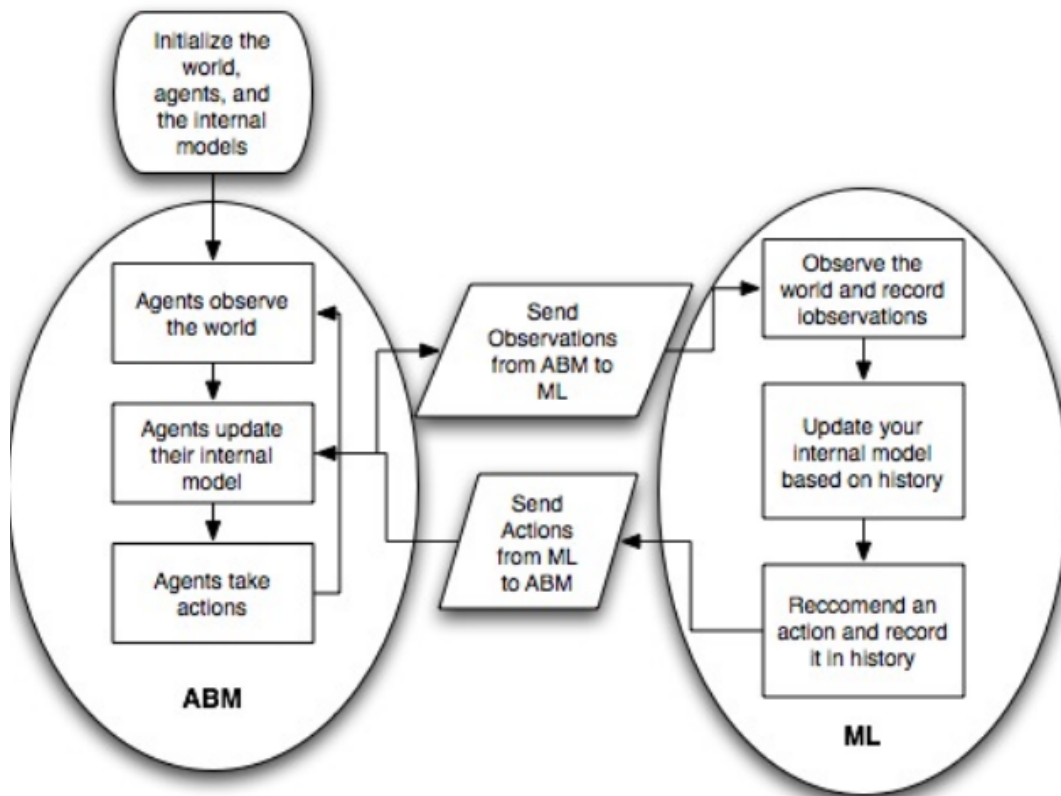 Initialize the
world,
agents, and
the internal
models
Agents observe
the world
Agents update
their internal
model
Agents take
actions
ABM
Send
Observations
from ABM to
ML
Send
Actions
from ML
to ABM
Observe the
world and record
iobservations
Update your
internal model
based on history
Reccomend an
action and record
it in history
ML